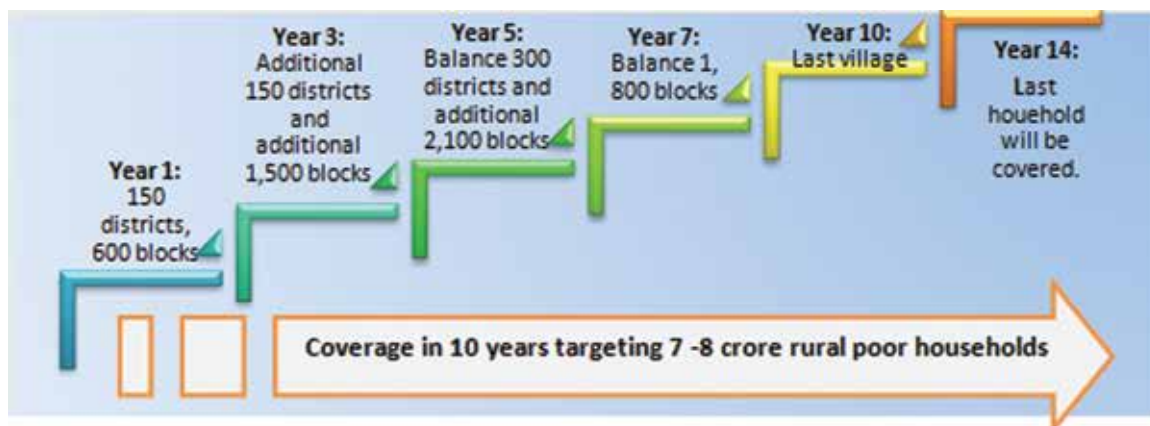 Year 1:
150
districts,
600 blocks
Year 3:
Additional
150 districts
and
additional
1,500 blocks
Year 5:
Balance 300
districts and
additional
2,100 blocks
Year 7:
Balance 1,
800 blocks
Year 10:
Last village
Year 14:
Last
houehold
will be
covered.
Coverage in 10 years targeting 7 -8 crore rural poor households